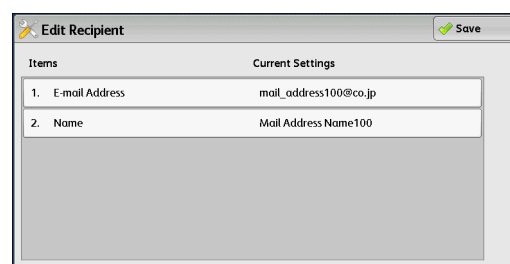 Edit Recipient
Save
Items Current Settings
1. E-mail Address mail_address100@co.jp
2. Name Mail Address Name100